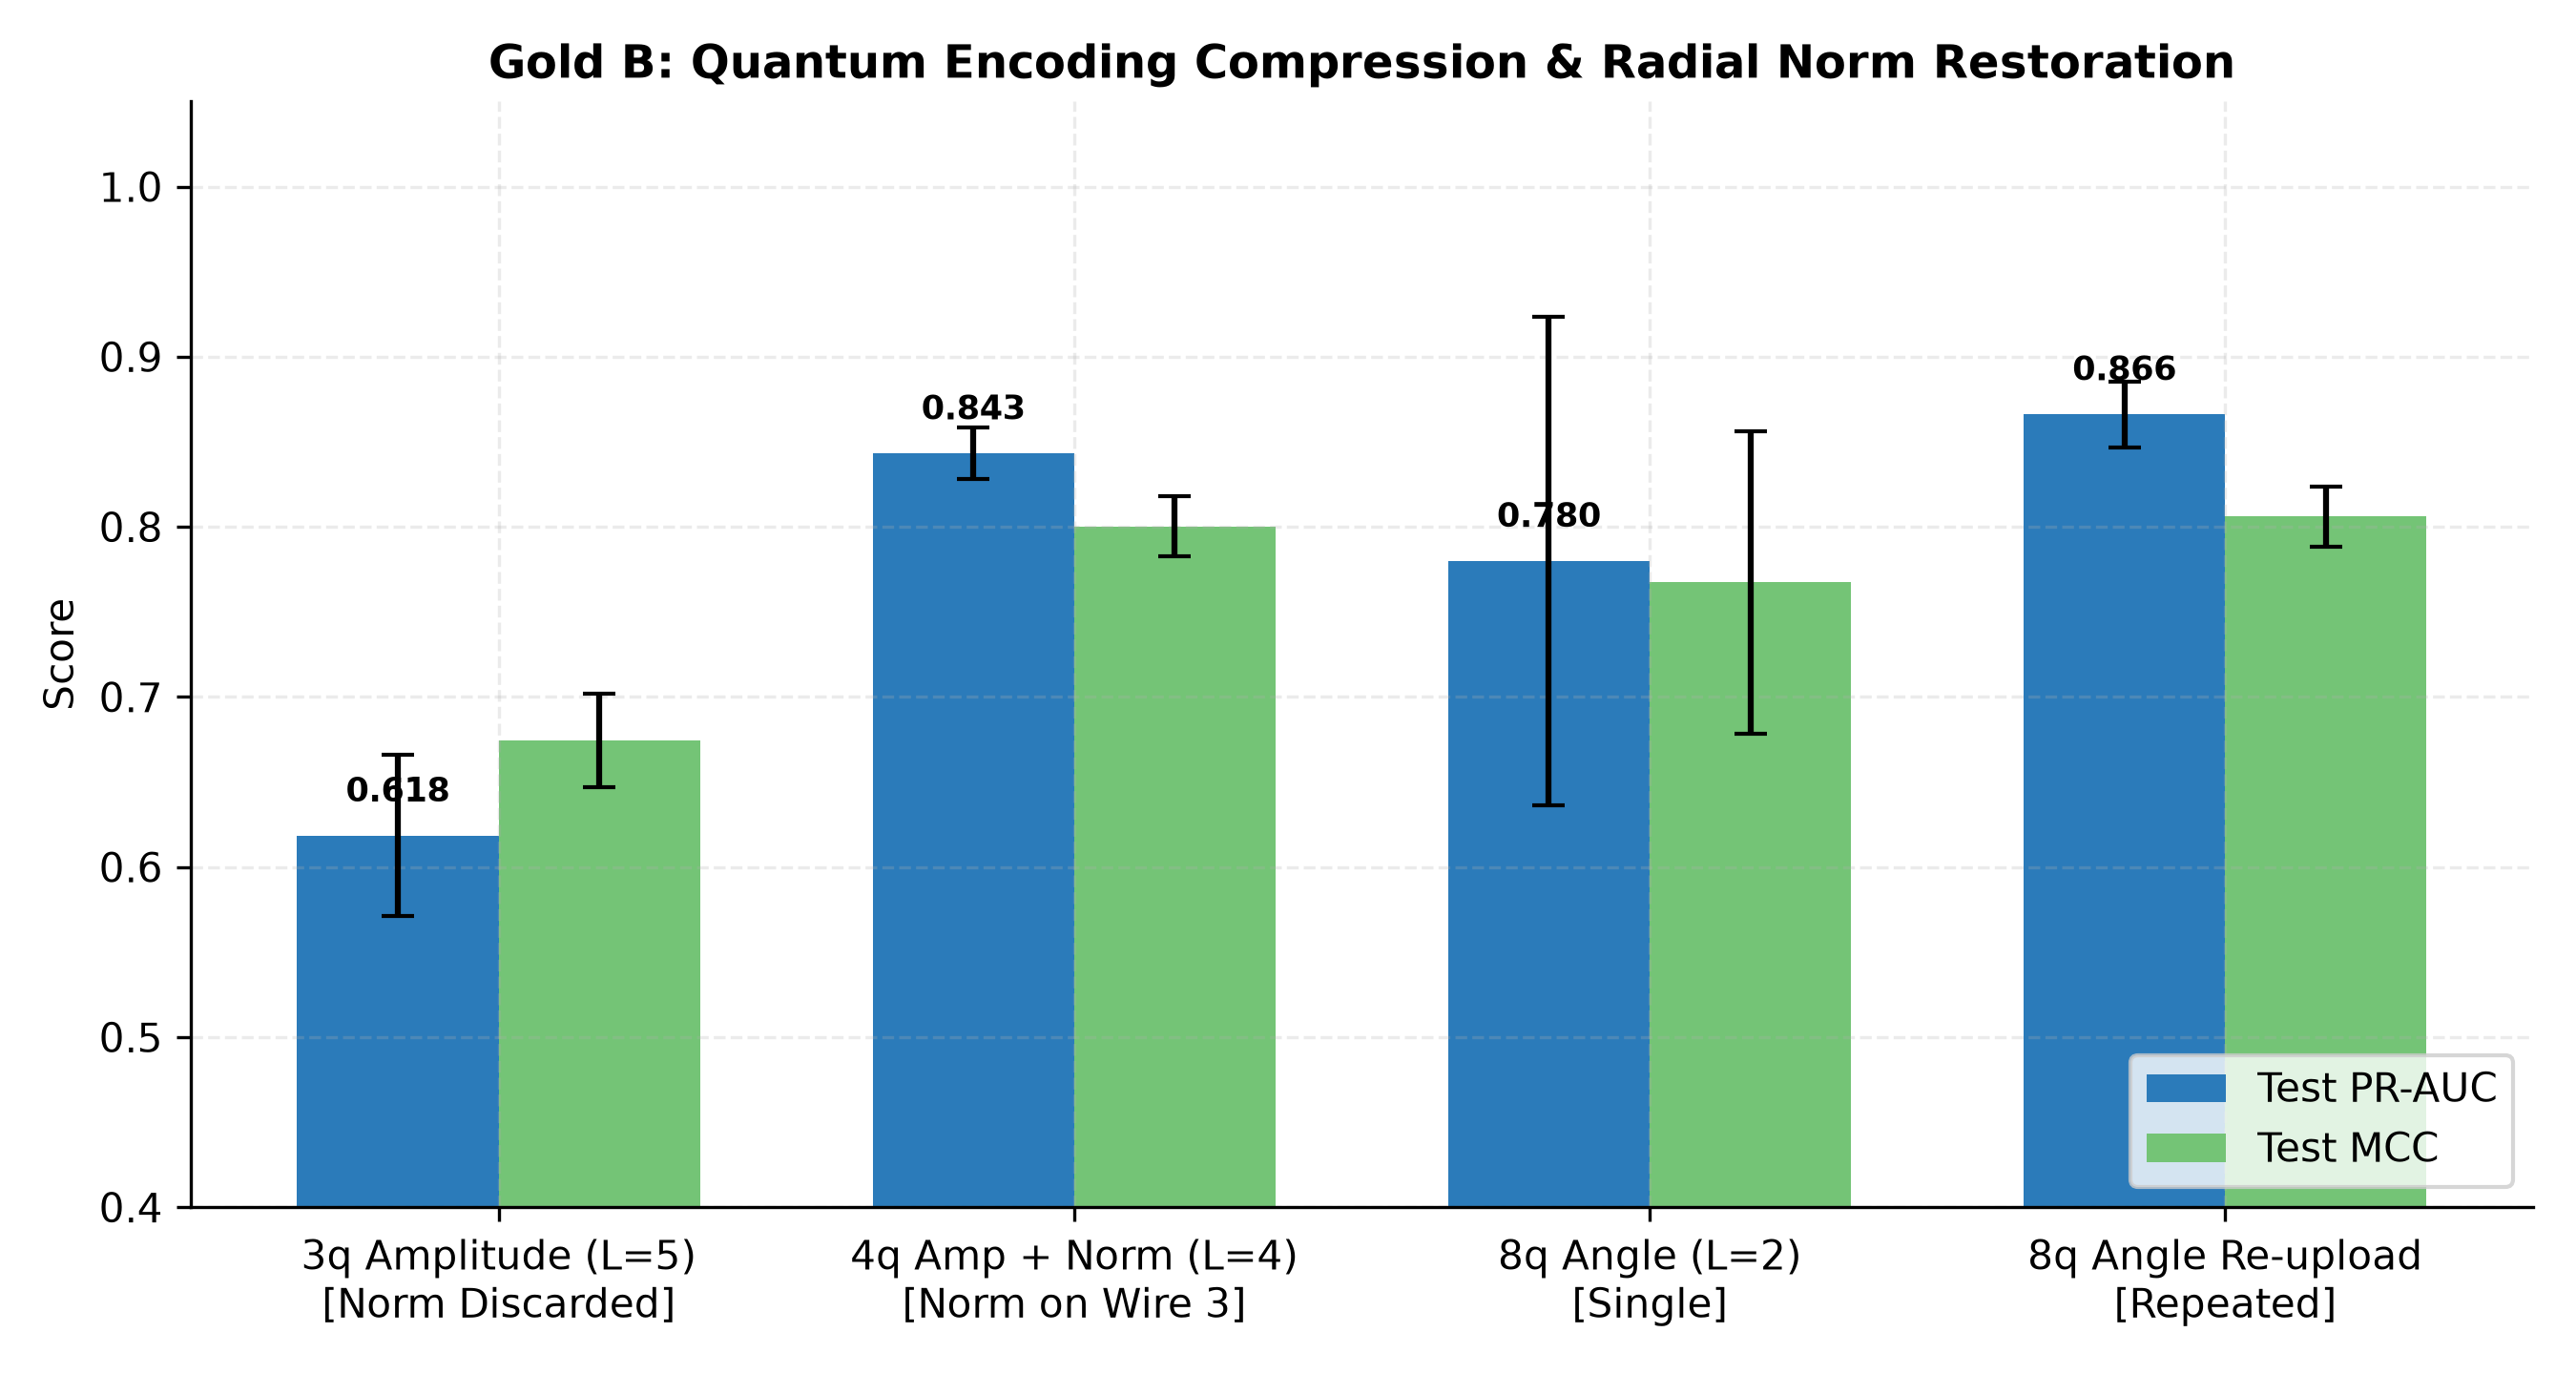 Gold B: Quantum Encoding Compression & Radial Norm Restoration
Score
1.0
0.9
0.8
0.7
0.6
0.5
0.4
0.618
0.843
0.780
0.866
3q Amplitude (L=5)
[Norm Discarded]
4q Amp + Norm (L=4)
[Norm on Wire 3]
8q Angle (L=2)
[Single]
8q Angle Re-upload
[Repeated]
Test PR-AUC
Test MCC